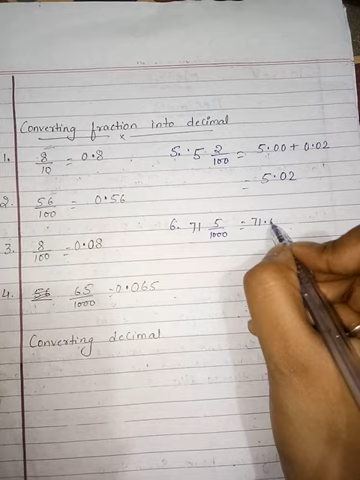 Converting fraction into decimal
x
1. 8/10 = 0.8
2. 56/100 = 0.56
3. 8/100 = 0.08
4. 65/1000 = 0.065
5. 5 2/100 = 5.00 + 0.02
= 5.02
6. 71 5/1000 = 71.
Converting decimal